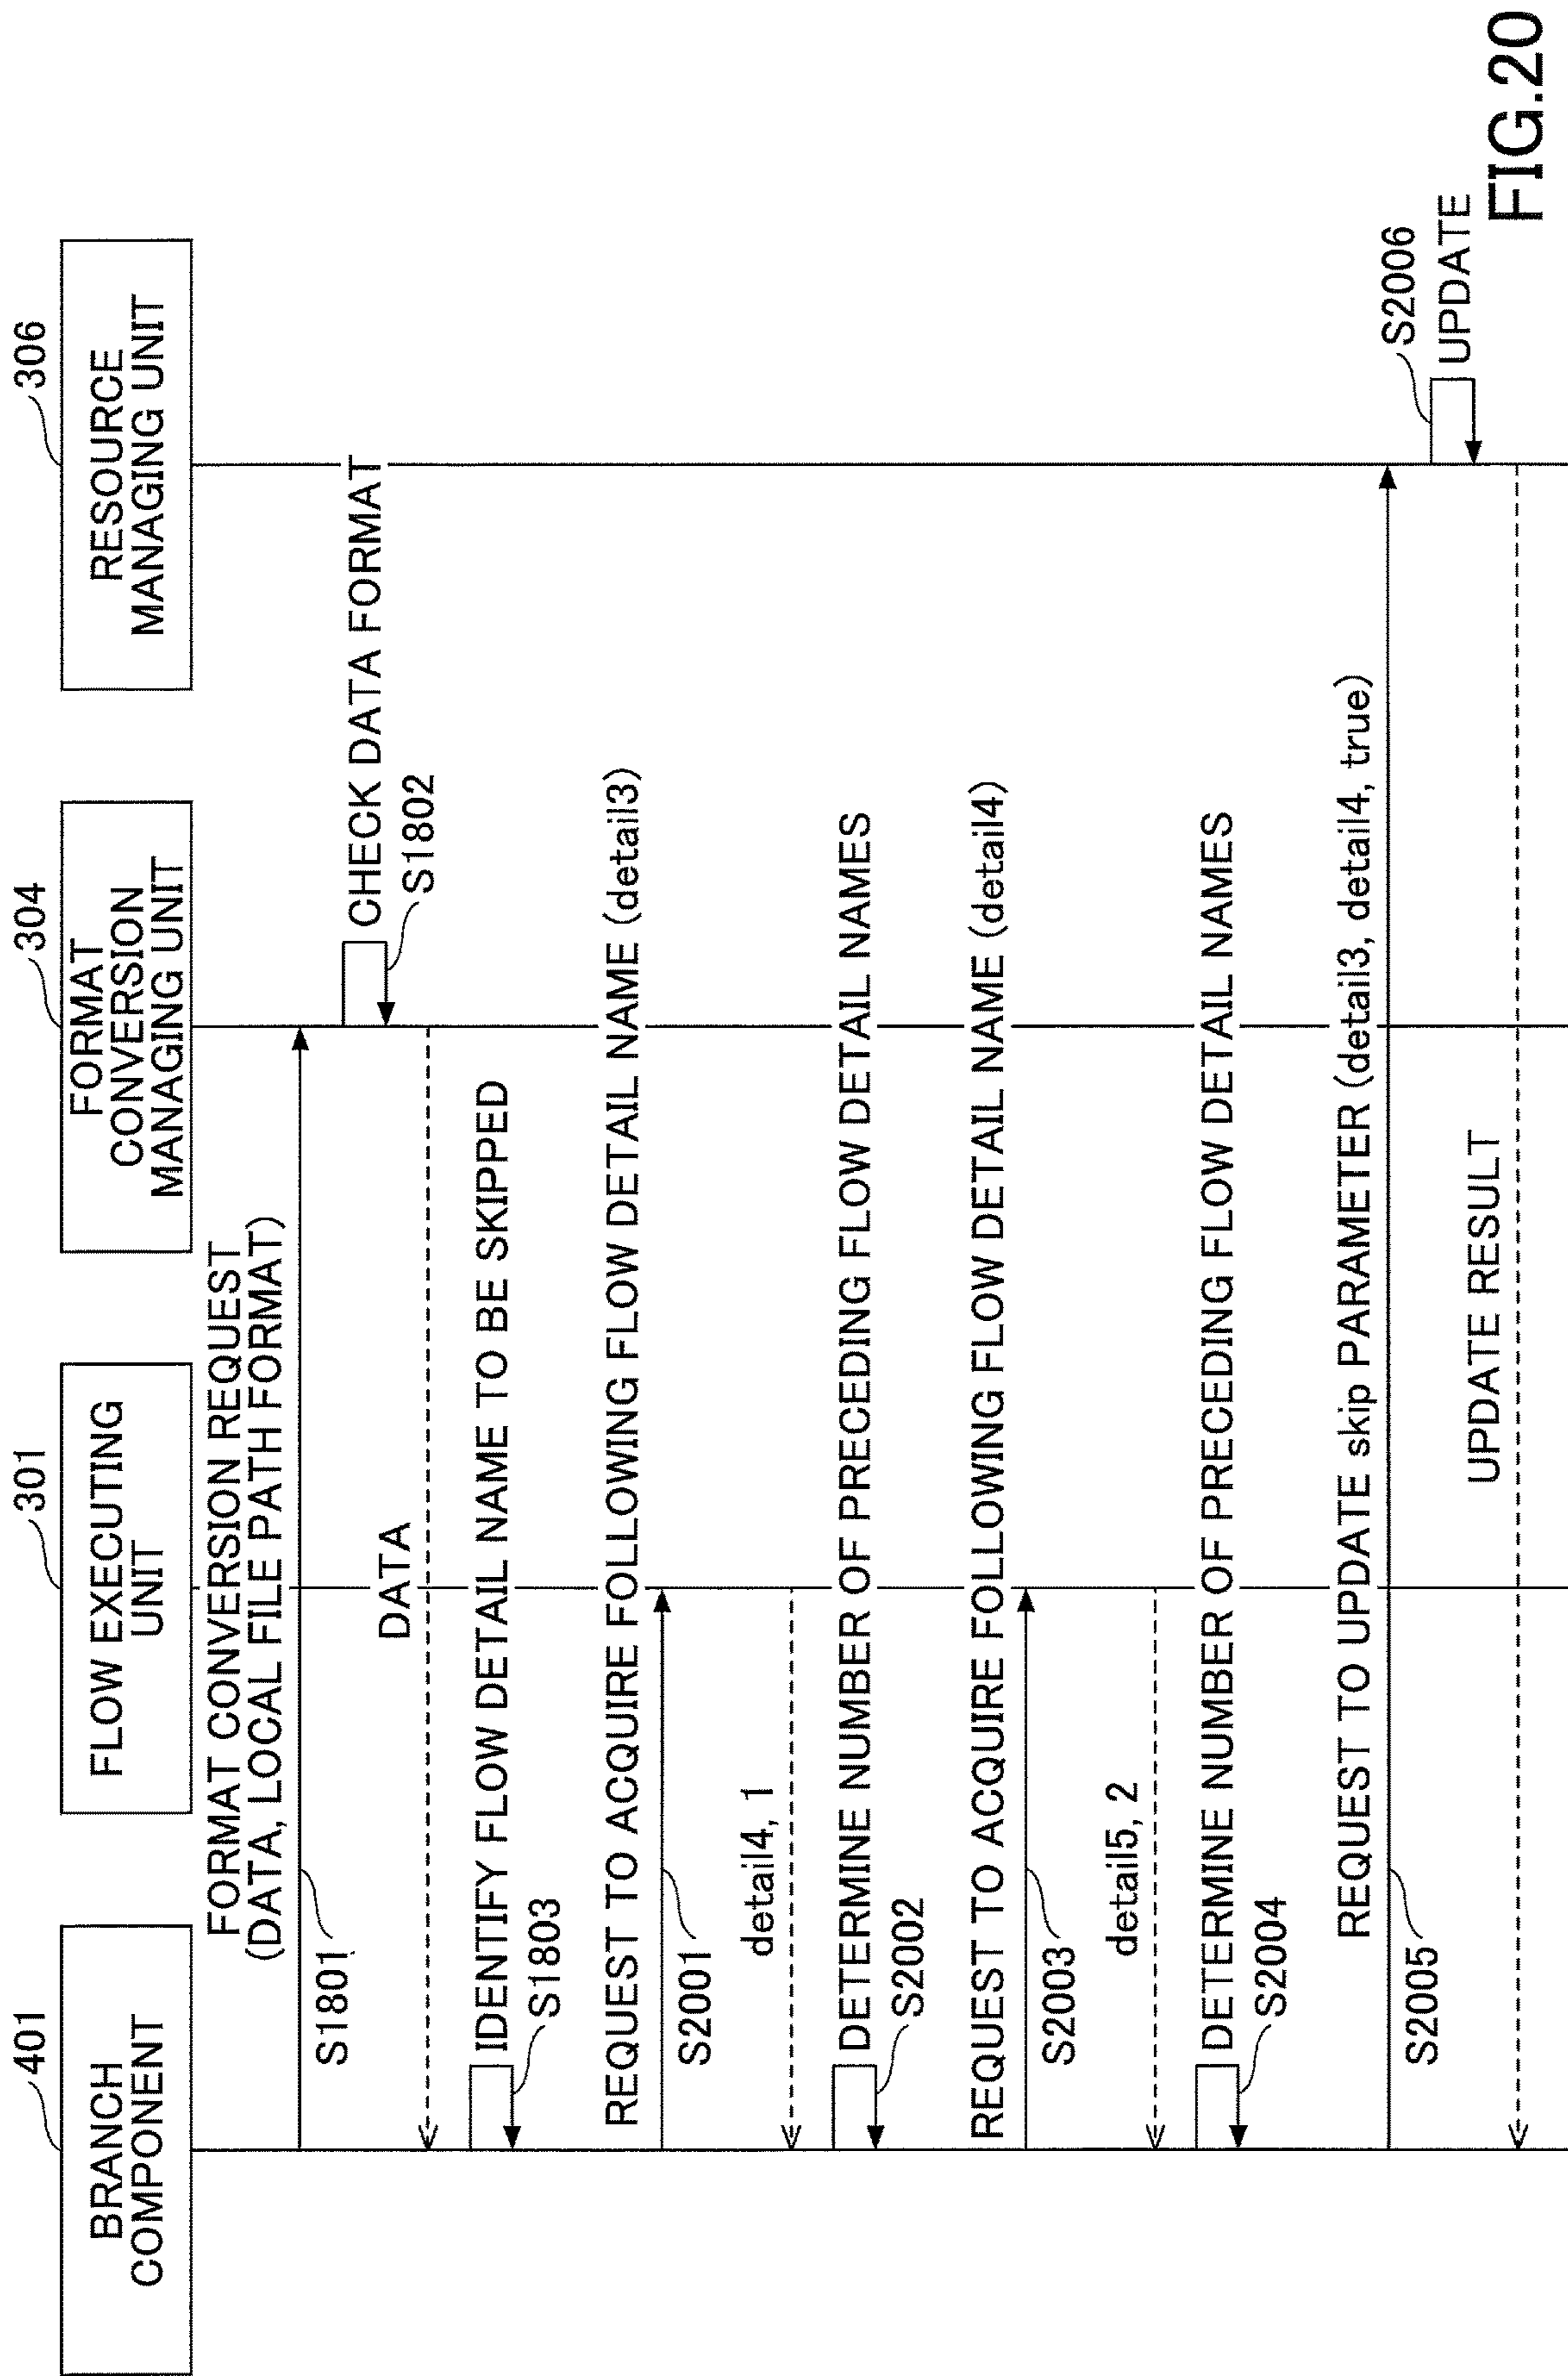 401
BRANCH
COMPONENT
301
FLOW EXECUTING
UNIT
304
FORMAT
CONVERSION
MANAGING UNIT
306
RESOURCE
MANAGING UNIT
FORMAT CONVERSION REQUEST
(DATA, LOCAL FILE PATH FORMAT)
S1801
CHECK DATA FORMAT
S1802
DATA
IDENTIFY FLOW DETAIL NAME TO BE SKIPPED
S1803
REQUEST TO ACQUIRE FOLLOWING FLOW DETAIL NAME (detail3)
S2001
detail4, 1
DETERMINE NUMBER OF PRECEDING FLOW DETAIL NAMES
S2002
REQUEST TO ACQUIRE FOLLOWING FLOW DETAIL NAME (detail4)
S2003
detail5, 2
DETERMINE NUMBER OF PRECEDING FLOW DETAIL NAMES
S2004
REQUEST TO UPDATE skip PARAMETER (detail3, detail4, true)
S2005
S2006
UPDATE
UPDATE RESULT
FIG.20